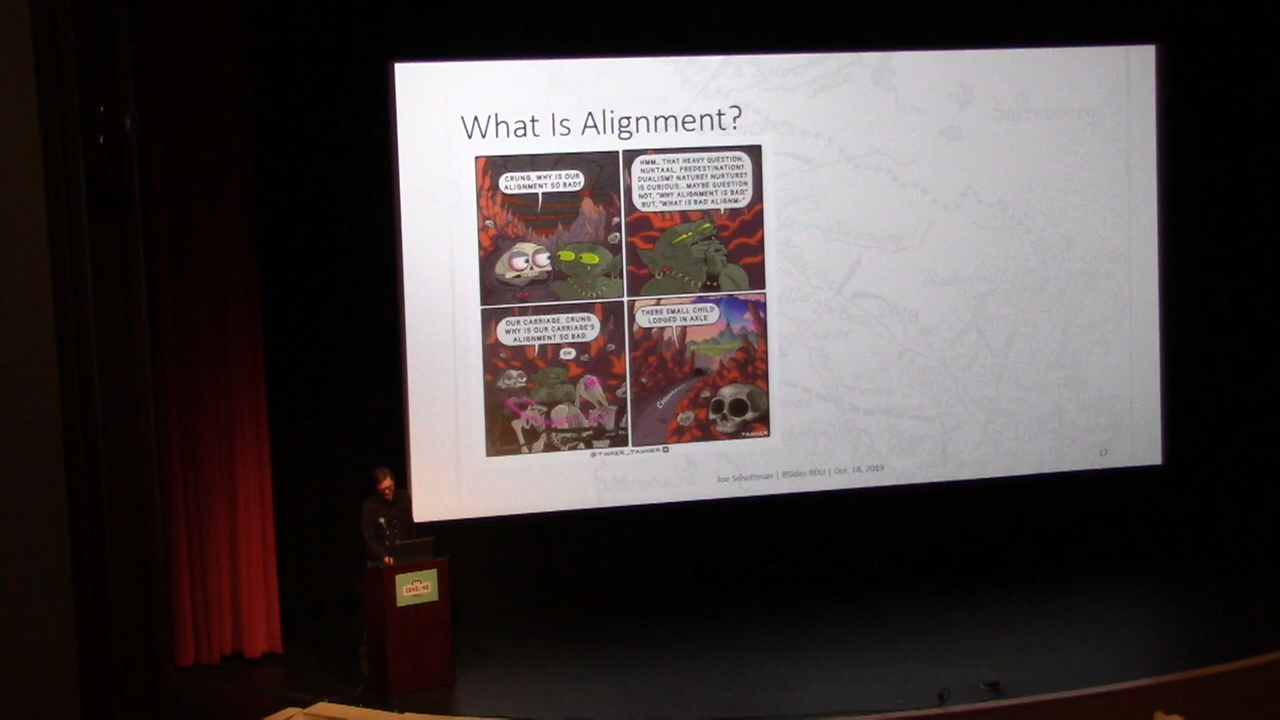 What Is Alignment?
CRUNG, WHY IS OUR
ALIGNMENT SO BAD?
HMM... THAT HEAVY QUESTION,
NUKTAAL. PREDESTINATION?
DUALISM? NATURE? NURTURE?
IS CURIOUS... MAYBE QUESTION
NOT, "WHY ALIGNMENT IS BAD,"
BUT, "WHAT IS BAD ALIGNM-"
OUR CARRIAGE, CRUNG
WHY IS OUR CARRIAGE'S
ALIGNMENT SO BAD.
OH
THERE SMALL CHILD
LODGED IN AXLE
TANNER
@TINKER_TANNER
Joe Schottman | BSides RDU | Oct. 18, 2019
17
THE
CAROLINA